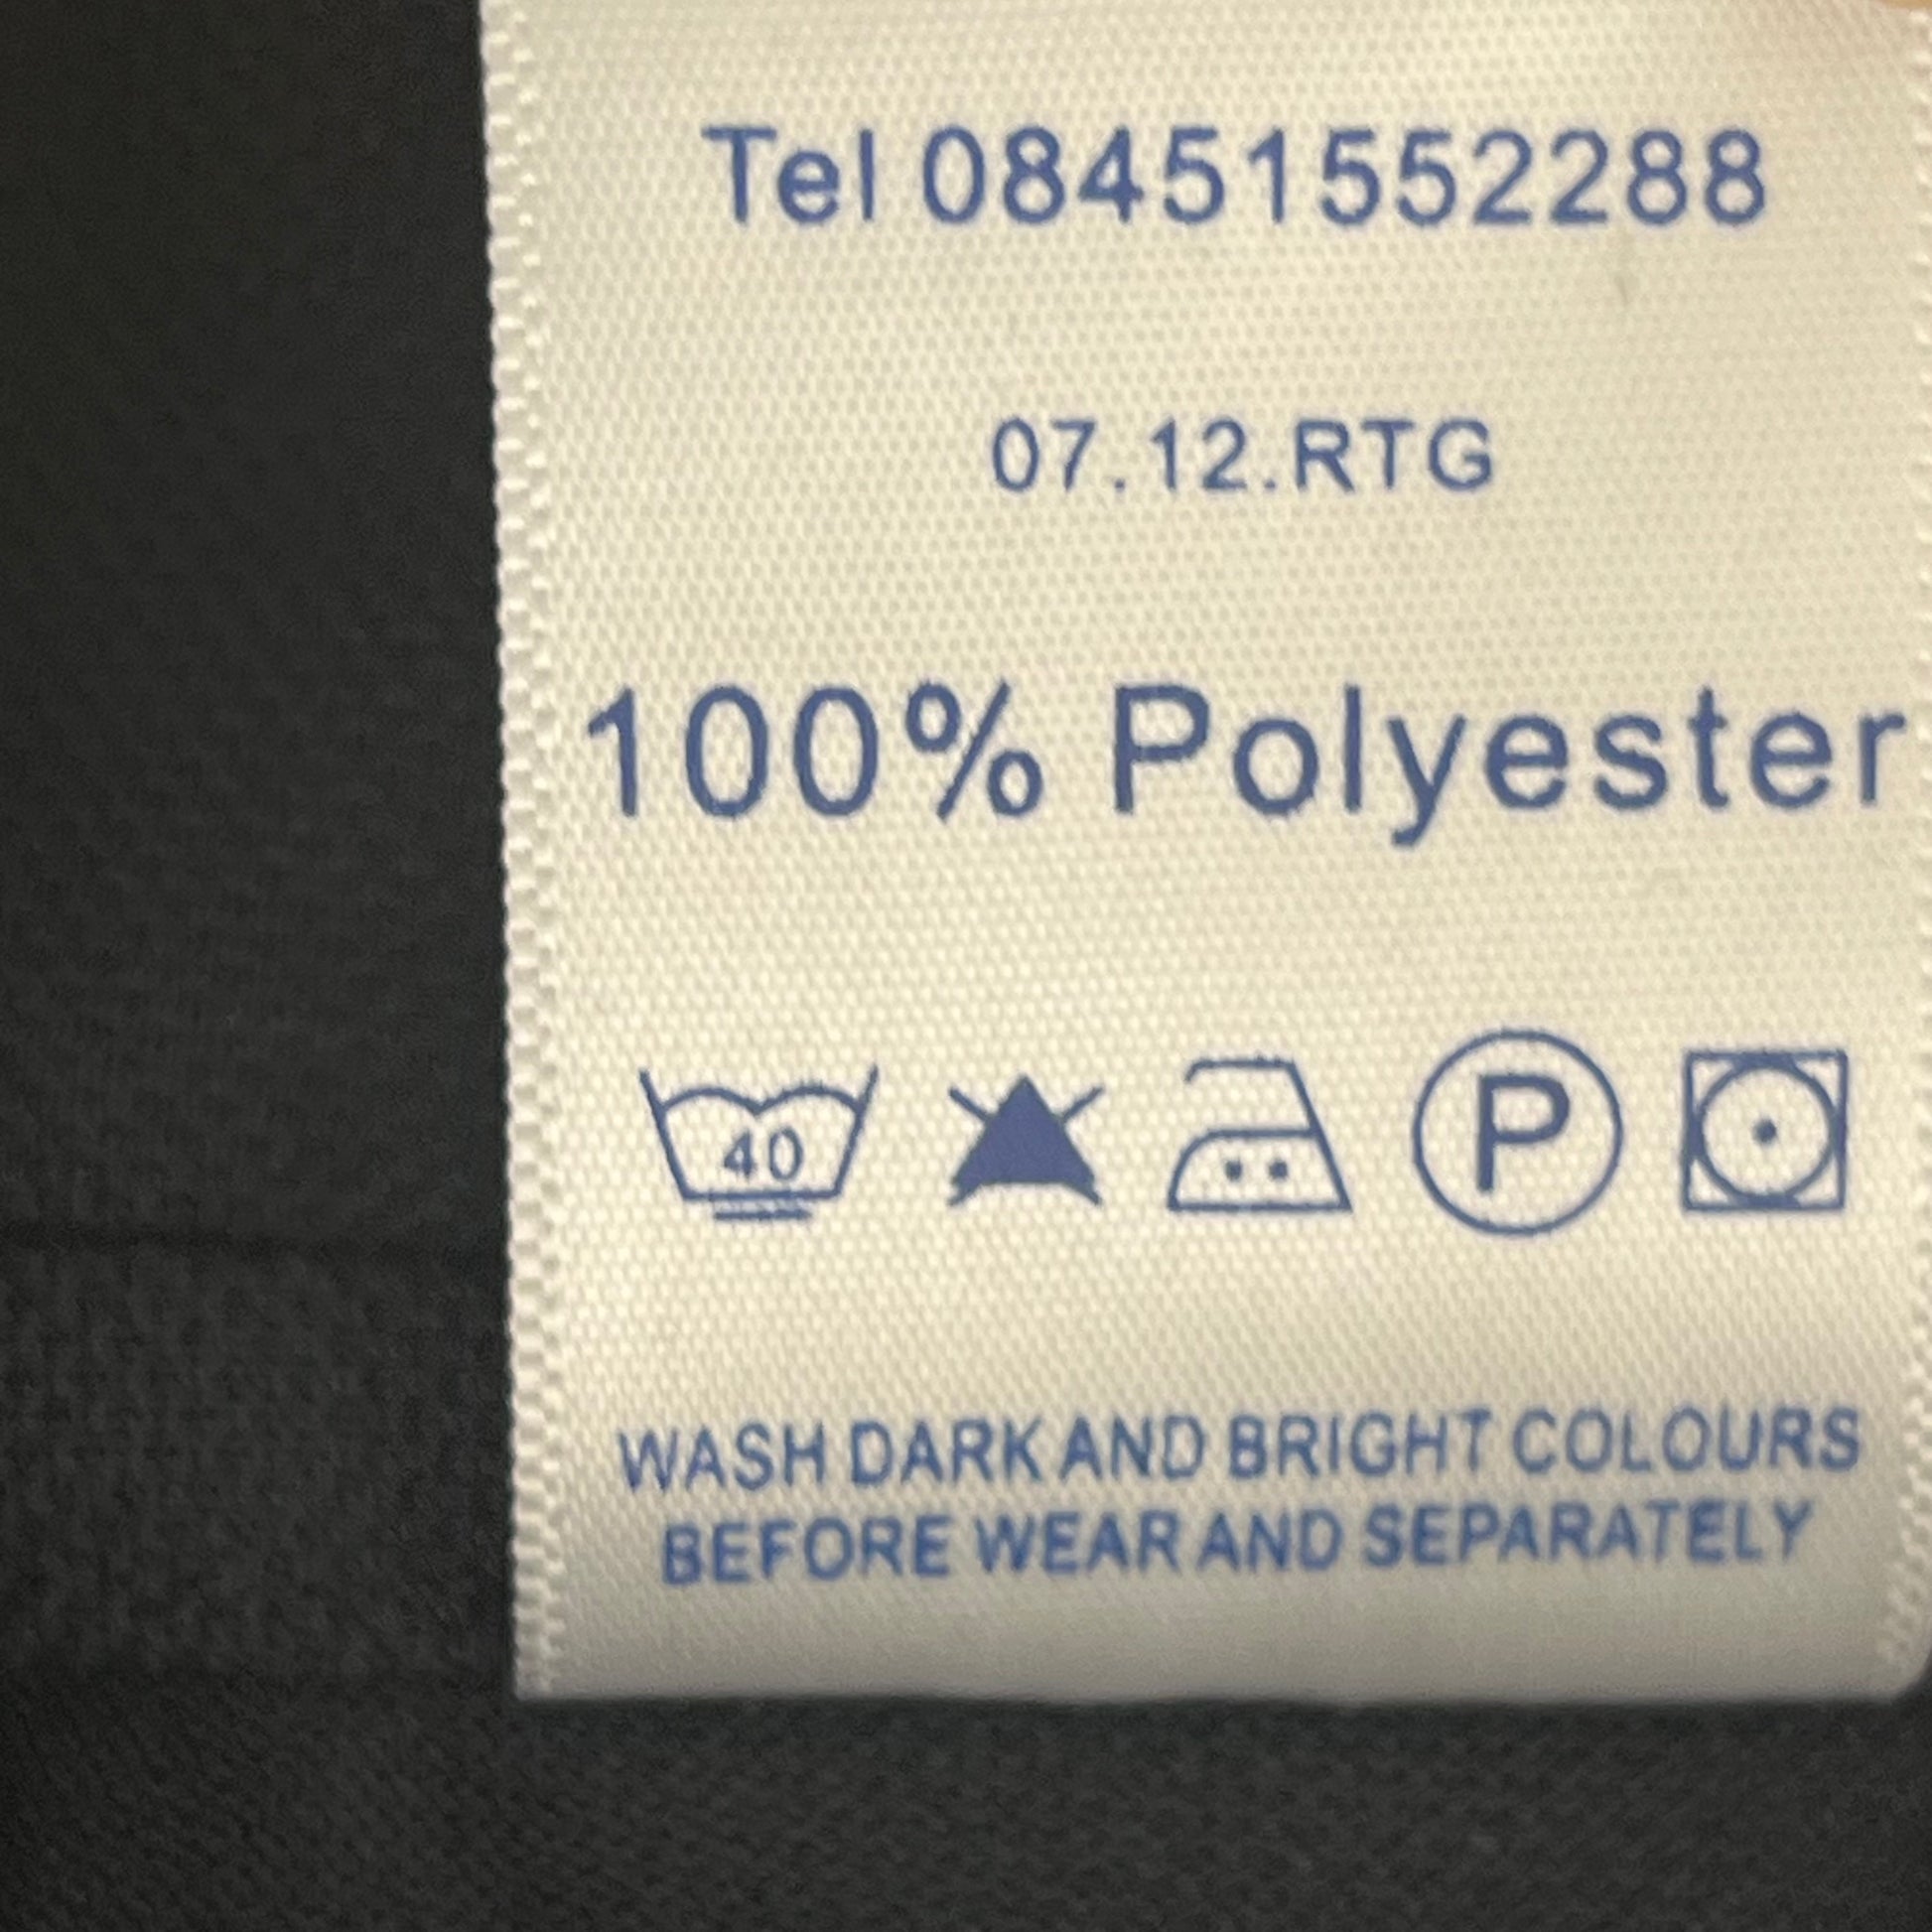 Tel 08451552288
07.12.RTG
100% Polyester
40 P
WASH DARK AND BRIGHT COLOURS
BEFORE WEAR AND SEPARATELY